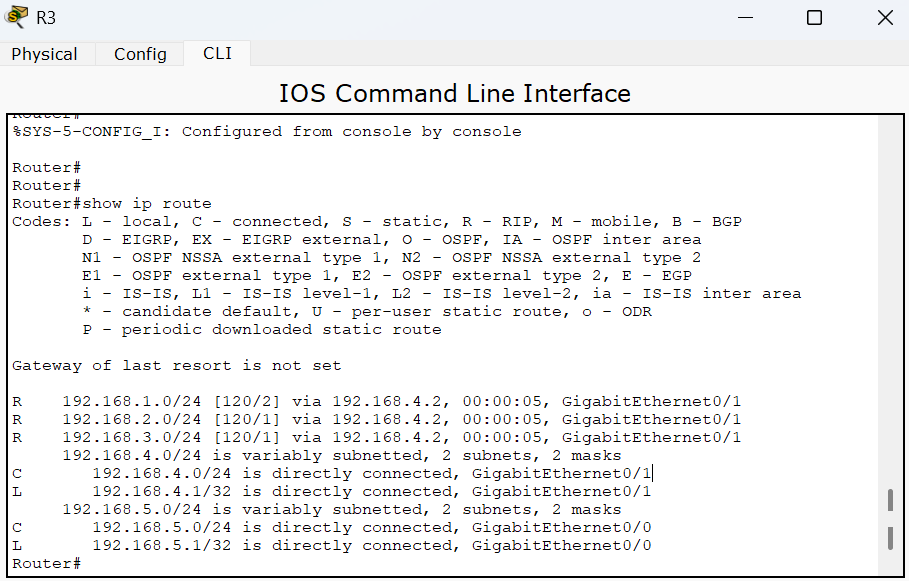 R3
Physical Config CLI
IOS Command Line Interface
Router#
%SYS-5-CONFIG_I: Configured from console by console
Router#
Router#
Router#show ip route
Codes: L - local, C - connected, S - static, R - RIP, M - mobile, B - BGP
D - EIGRP, EX - EIGRP external, O - OSPF, IA - OSPF inter area
N1 - OSPF NSSA external type 1, N2 - OSPF NSSA external type 2
E1 - OSPF external type 1, E2 - OSPF external type 2, E - EGP
i - IS-IS, L1 - IS-IS level-1, L2 - IS-IS level-2, ia - IS-IS inter area
* - candidate default, U - per-user static route, o - ODR
P - periodic downloaded static route
Gateway of last resort is not set
R 192.168.1.0/24 [120/2] via 192.168.4.2, 00:00:05, GigabitEthernet0/1
R 192.168.2.0/24 [120/1] via 192.168.4.2, 00:00:05, GigabitEthernet0/1
R 192.168.3.0/24 [120/1] via 192.168.4.2, 00:00:05, GigabitEthernet0/1
192.168.4.0/24 is variably subnetted, 2 subnets, 2 masks
C 192.168.4.0/24 is directly connected, GigabitEthernet0/1
L 192.168.4.1/32 is directly connected, GigabitEthernet0/1
192.168.5.0/24 is variably subnetted, 2 subnets, 2 masks
C 192.168.5.0/24 is directly connected, GigabitEthernet0/0
L 192.168.5.1/32 is directly connected, GigabitEthernet0/0
Router#